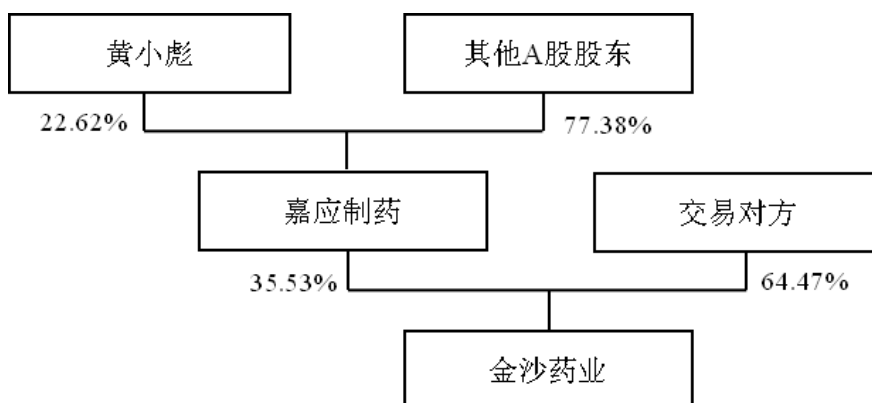 黄小彪
其他A股股东
22.62%
77.38%
嘉应制药
交易对方
35.53%
64.47%
金沙药业